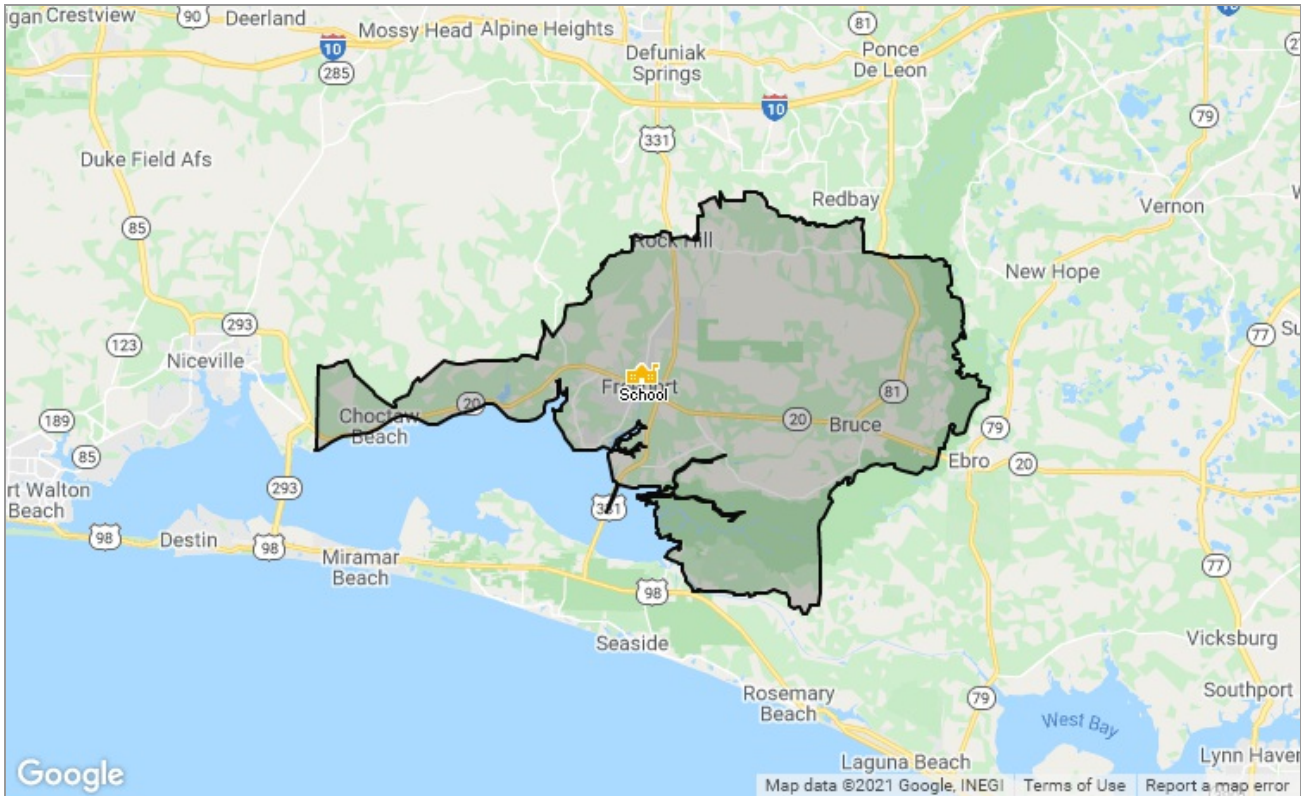 gan Crestview
90
Deerland
Mossy Head
Alpine Heights
10
285
Defuniak
Springs
81
Ponce
De Leon
10
27
10
331
79
Duke Field Afs
85
Redbay
Vernon
Rock Hill
New Hope
293
123
Niceville
77
Su
Freeport
School
81
189
Choctaw
Beach
20
20
Bruce
79
85
Ebro
20
rt Walton
Beach
293
331
98
Destin
98
Miramar
Beach
98
77
Seaside
Vicksburg
Rosemary
Beach
79
Southport
West Bay
Laguna Beach
Lynn Haven
Google
Map data ©2021 Google, INEGI
Terms of Use
Report a map error